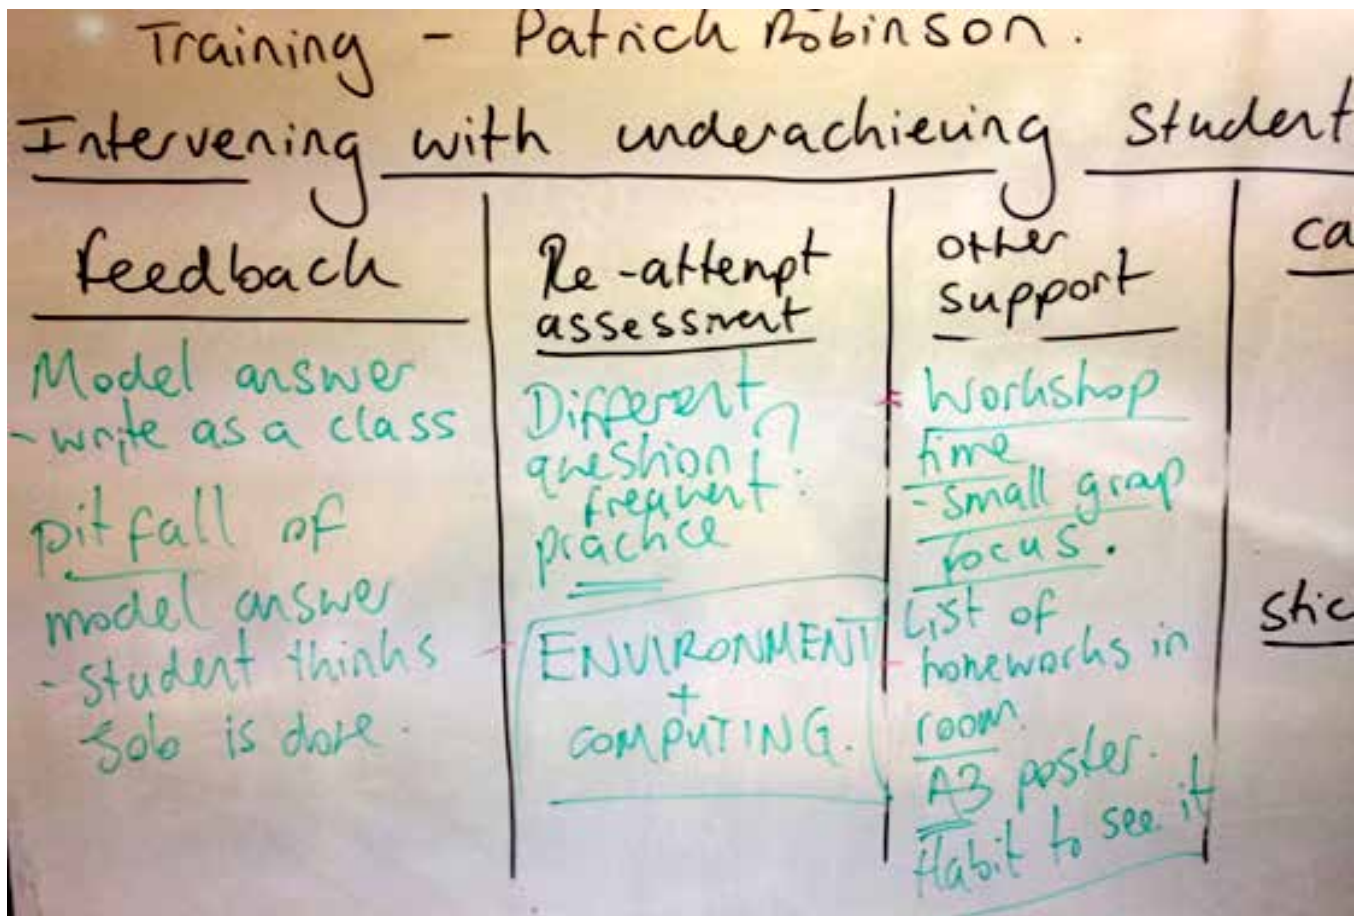 Training - Patrick Robinson.
Intervening with underachieving Student
feedback
Model answer
- write as a class
pitfall of
model answer
- student thinks
Job is done.
Re-attempt
assessment
Different
question?
frequent
practice
ENVIRONMENT
+
COMPUTING.
other
support
Workshop
time
- small group
focus.
List of
homeworks in
room.
A3 poster.
Habit to see it
ca
stic